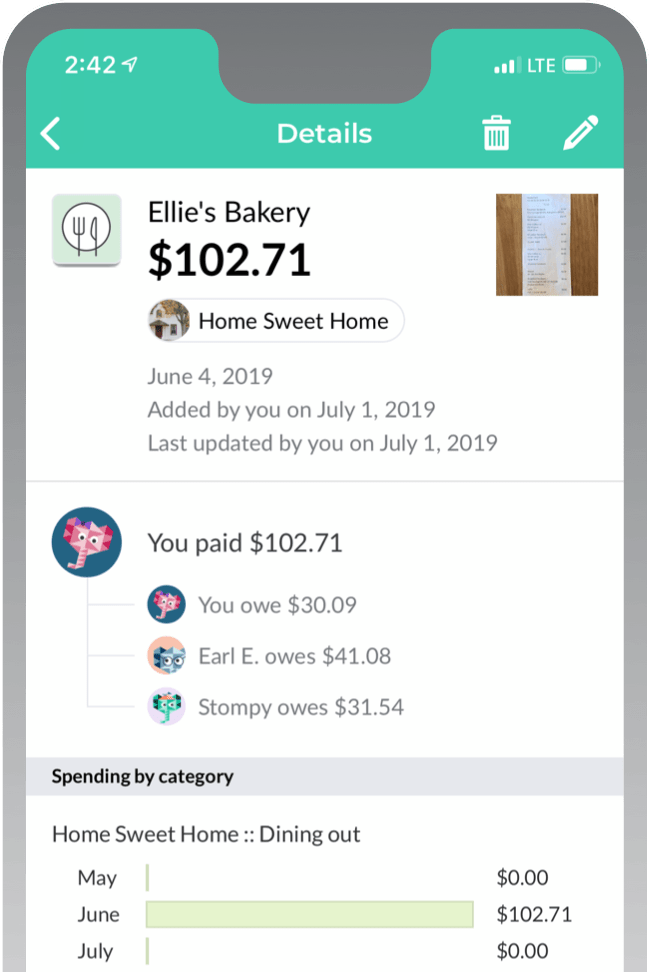 2:42
LTE
Details
Ellie's Bakery
$102.71
Home Sweet Home
June 4, 2019
Added by you on July 1, 2019
Last updated by you on July 1, 2019
You paid $102.71
You owe $30.09
Earl E. owes $41.08
Stompy owes $31.54
Spending by category
Home Sweet Home :: Dining out
May $0.00
June $102.71
July $0.00